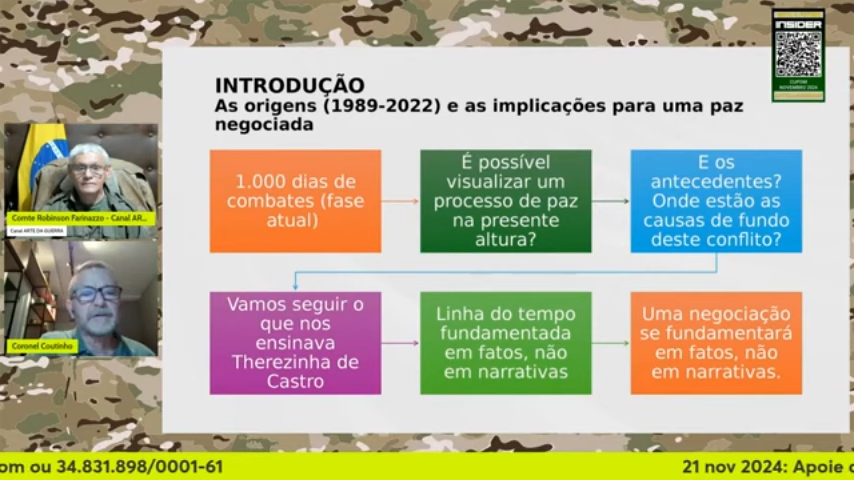 INSIDER
CUPOM
NOVEMBRO 2024
INTRODUÇÃO
As origens (1989-2022) e as implicações para uma paz
negociada
1.000 dias de
combates (fase
atual)
É possível
visualizar um
processo de paz
na presente
altura?
E os
antecedentes?
Onde estão as
causas de fundo
deste conflito?
Vamos seguir o
que nos
ensinava
Therezinha de
Castro
Linha do tempo
fundamentada
em fatos, não
em narrativas
Uma negociação
se fundamentará
em fatos, não
em narrativas.
Comte Robinson Farinazzo - Canal AR...
Canal ARTE DA GUERRA
Coronel Coutinho
om ou 34.831.898/0001-61
21 nov 2024: Apoie